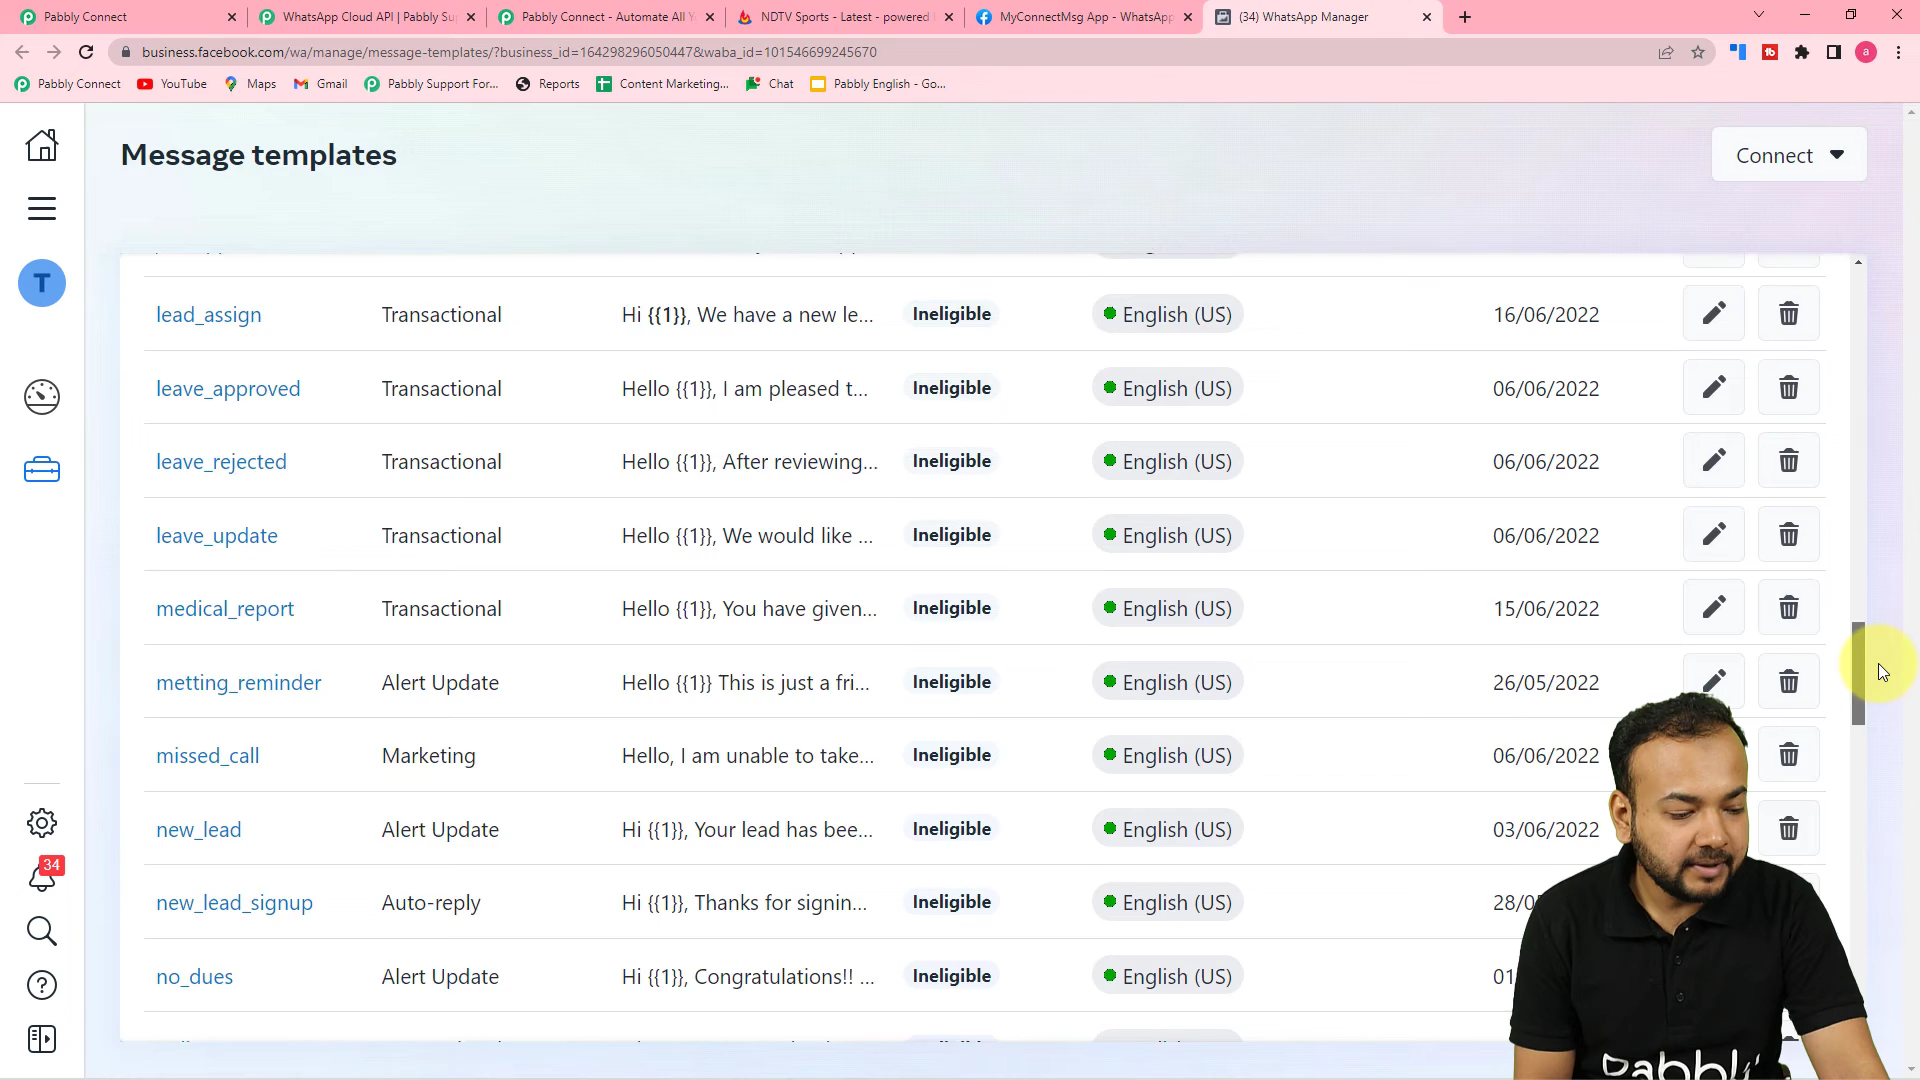 Pabbly Connect
WhatsApp Cloud API | Pabbly Su
Pabbly Connect - Automate All Y
NDTV Sports - Latest - powered
MyConnectMsg App - WhatsApp
(34) WhatsApp Manager
business.facebook.com/wa/manage/message-templates/?business_id=164298296050447&waba_id=101546699245670
Pabbly Connect
YouTube
Maps
Gmail
Pabbly Support For...
Reports
Content Marketing...
Chat
Pabbly English - Go...
Message templates
Connect
T
lead_assign Transactional Hi {{1}}, We have a new le... Ineligible English (US) 16/06/2022
leave_approved Transactional Hello {{1}}, I am pleased t... Ineligible English (US) 06/06/2022
leave_rejected Transactional Hello {{1}}, After reviewing... Ineligible English (US) 06/06/2022
leave_update Transactional Hello {{1}}, We would like ... Ineligible English (US) 06/06/2022
medical_report Transactional Hello {{1}}, You have given... Ineligible English (US) 15/06/2022
metting_reminder Alert Update Hello {{1}} This is just a fri... Ineligible English (US) 26/05/2022
missed_call Marketing Hello, I am unable to take... Ineligible English (US) 06/06/2022
new_lead Alert Update Hi {{1}}, Your lead has bee... Ineligible English (US) 03/06/2022
new_lead_signup Auto-reply Hi {{1}}, Thanks for signin... Ineligible English (US) 28/0
no_dues Alert Update Hi {{1}}, Congratulations!! ... Ineligible English (US) 01
34
Pabbly